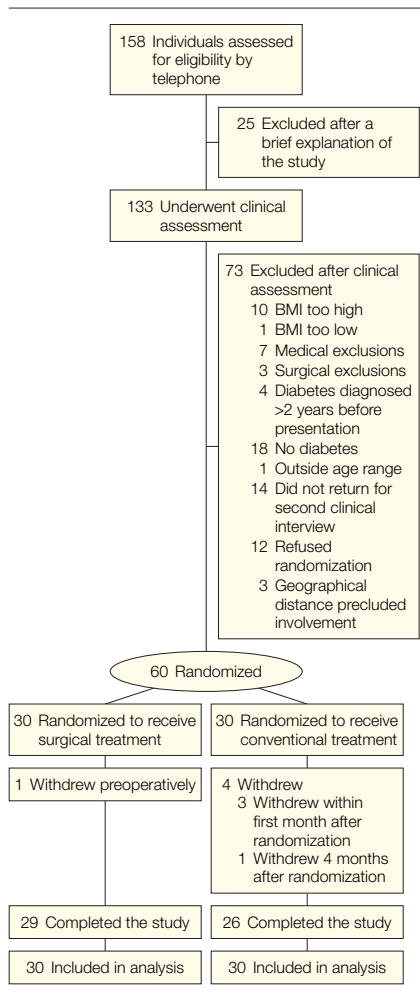 158 Individuals assessed
for eligibility by
telephone
25 Excluded after a
brief explanation of
the study
133 Underwent clinical
assessment
73 Excluded after clinical
assessment
10 BMI too high
1 BMI too low
7 Medical exclusions
3 Surgical exclusions
4 Diabetes diagnosed
>2 years before
presentation
18 No diabetes
1 Outside age range
14 Did not return for
second clinical
interview
12 Refused
randomization
3 Geographical
distance precluded
involvement
60 Randomized
30 Randomized to receive
surgical treatment
30 Randomized to receive
conventional treatment
1 Withdrew preoperatively
4 Withdrew
3 Withdrew within
first month after
randomization
1 Withdrew 4 months
after randomization
29 Completed the study
26 Completed the study
30 Included in analysis
30 Included in analysis